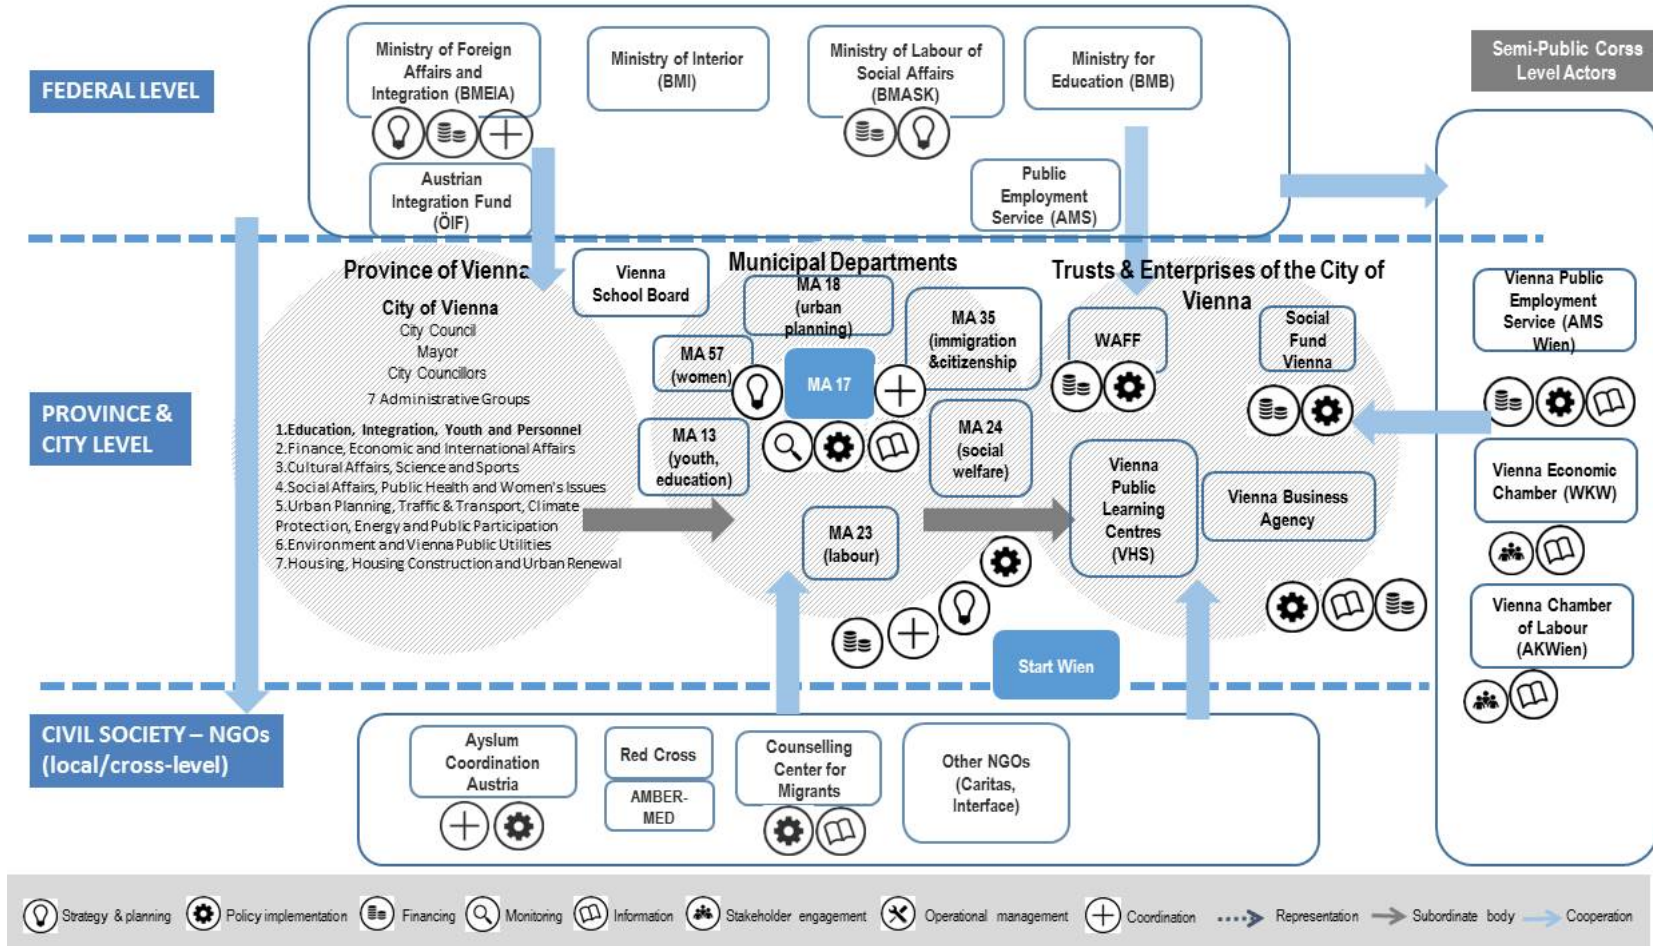 FEDERAL LEVEL
Ministry of Foreign
Affairs and
Integration (BMEIA)
Ministry of Interior
(BMI)
Ministry of Labour of
Social Affairs
(BMASK)
Ministry for
Education (BMB)
Semi-Public Corss
Level Actors
Austrian
Integration Fund
(ÖIF)
Public
Employment
Service (AMS)
PROVINCE &
CITY LEVEL
Province of Vienna
City of Vienna
City Council
Mayor
City Councillors
7 Administrative Groups
1.Education, Integration, Youth and Personnel
2.Finance, Economic and International Affairs
3.Cultural Affairs, Science and Sports
4.Social Affairs, Public Health and Women's Issues
5.Urban Planning, Traffic & Transport, Climate
Protection, Energy and Public Participation
6.Environment and Vienna Public Utilities
7.Housing, Housing Construction and Urban Renewal
Vienna
School Board
Municipal Departments
MA 18
(urban
planning)
MA 57
(women)
MA 17
MA 35
(immigration
&citizenship
MA 13
(youth,
education)
MA 24
(social
welfare)
MA 23
(labour)
Trusts & Enterprises of the City of
Vienna
WAFF
Social
Fund
Vienna
Vienna
Public
Learning
Centres
(VHS)
Vienna Business
Agency
Start Wien
Vienna Public
Employment
Service (AMS
Wien)
Vienna Economic
Chamber (WKW)
Vienna Chamber
of Labour
(AKWien)
CIVIL SOCIETY – NGOs
(local/cross-level)
Ayslum
Coordination
Austria
Red Cross
AMBER-
MED
Counselling
Center for
Migrants
Other NGOs
(Caritas,
Interface)
Strategy & planning
Policy implementation
Financing
Monitoring
Information
Stakeholder engagement
Operational management
Coordination
Representation
Subordinate body
Cooperation